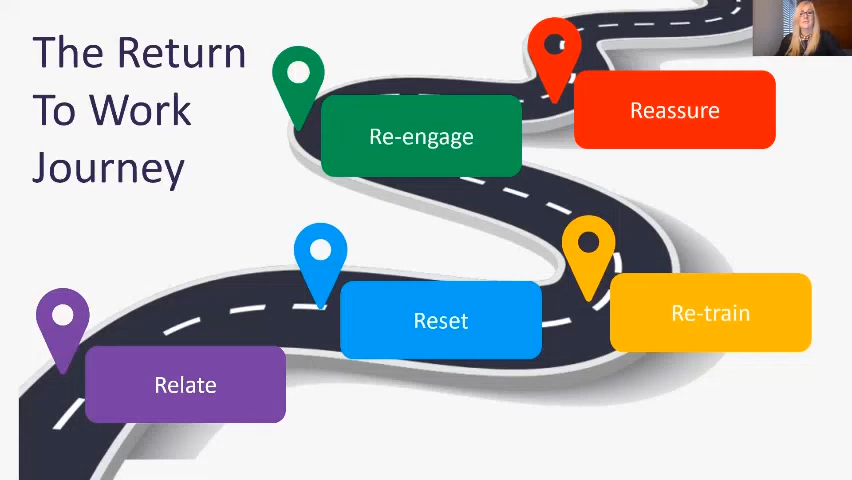 The Return
To Work
Journey
Re-engage
Reassure
Reset
Re-train
Relate